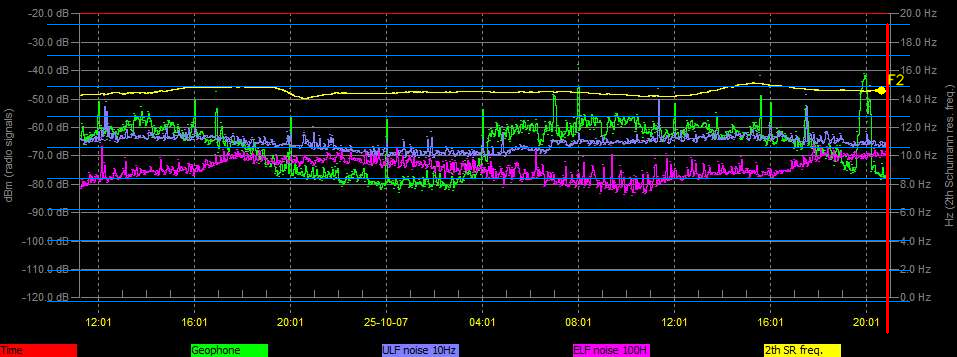 -20.0 dB 20.0 Hz
-30.0 dB 18.0 Hz
-40.0 dB 16.0 Hz
F2
-50.0 dB 14.0 Hz
-60.0 dB 12.0 Hz
-70.0 dB 10.0 Hz
-80.0 dB 8.0 Hz
-90.0 dB 6.0 Hz
-100.0 dB 4.0 Hz
-110.0 dB 2.0 Hz
-120.0 dB 0.0 Hz
dBm (radio signals)
Hz (2th Schumann res. freq.)
12:01 16:01 20:01 25-10-07 04:01 08:01 12:01 16:01 20:01
Time Geophone ULF noise 10Hz ELF noise 100H 2th SR freq.